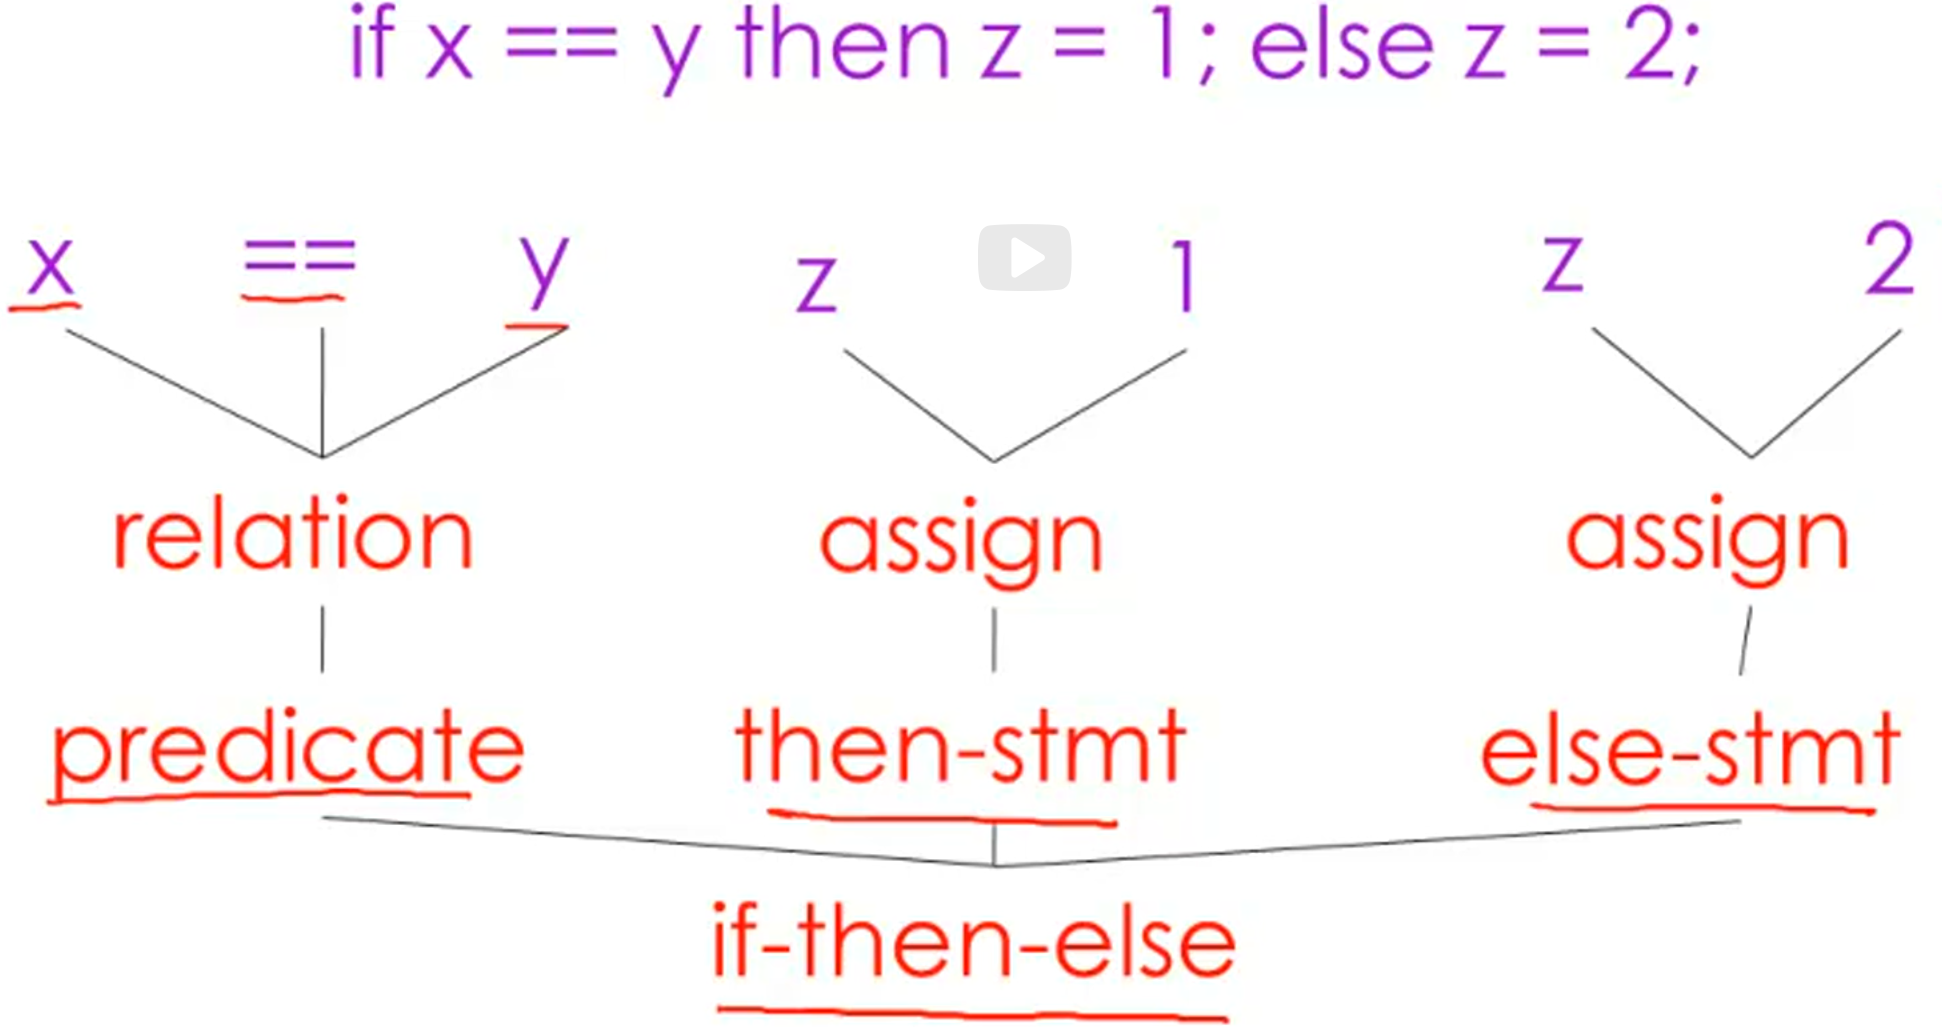 if x == y then z = 1; else z = 2;
x == y z 1 z 2
relation assign assign
predicate then-stmt else-stmt
if-then-else